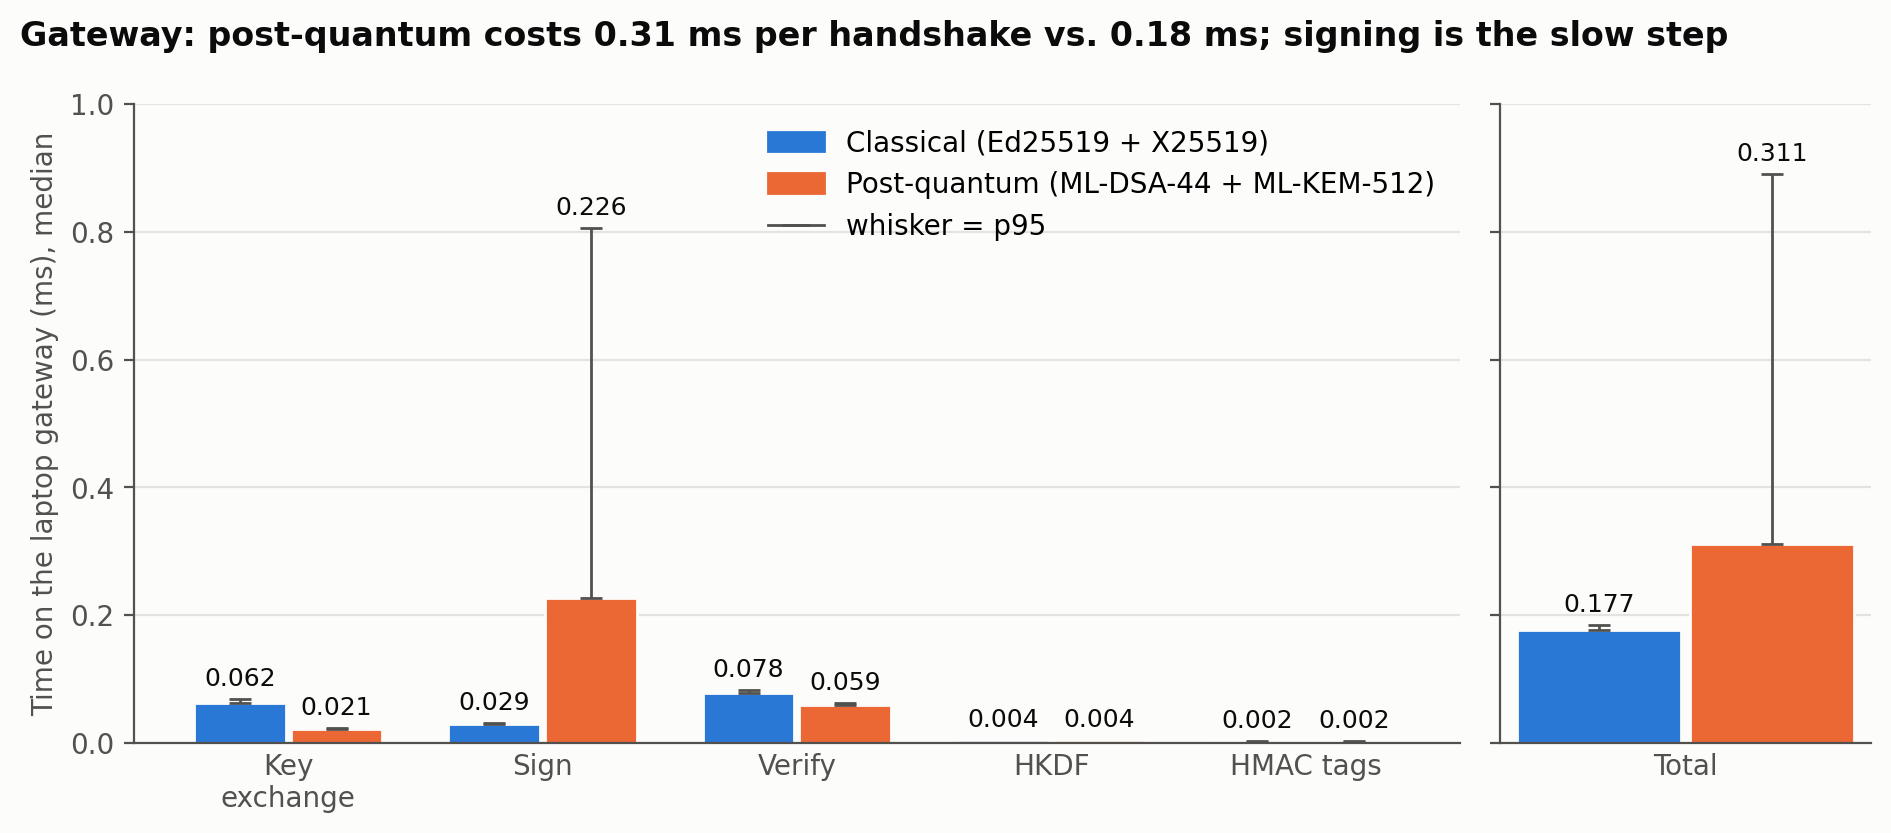 Gateway: post-quantum costs 0.31 ms per handshake vs. 0.18 ms; signing is the slow step
Time on the laptop gateway (ms), median
1.0
0.8
0.6
0.4
0.2
0.0
Classical (Ed25519 + X25519)
Post-quantum (ML-DSA-44 + ML-KEM-512)
whisker = p95
0.062
0.021
0.029
0.226
0.078
0.059
0.004
0.004
0.002
0.002
0.177
0.311
Key
exchange
Sign
Verify
HKDF
HMAC tags
Total